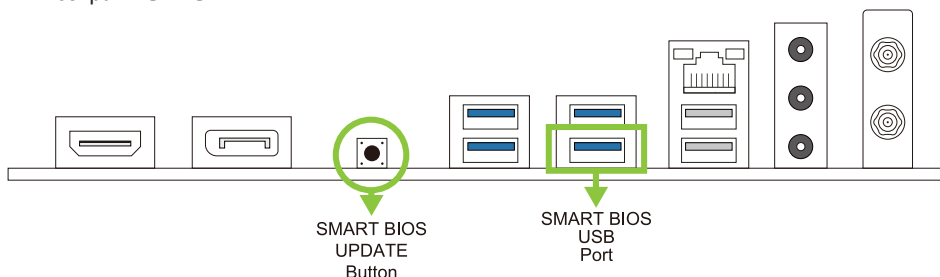 SMART BIOS
UPDATE
Button
SMART BIOS
USB
Port